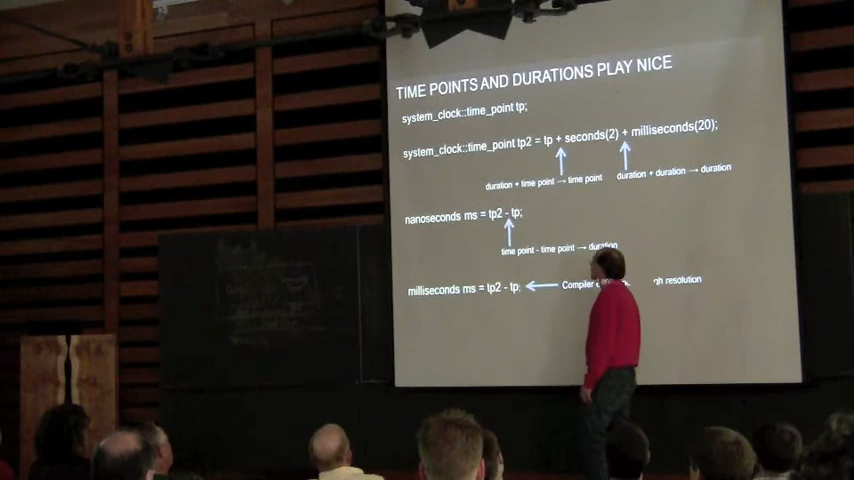 TIME POINTS AND DURATIONS PLAY NICE
system_clock::time_point tp;
system_clock::time_point tp2 = tp + seconds(2) + milliseconds(20);
duration + time point → time point duration + duration → duration
nanoseconds ms = tp2 - tp;
time point - time point → duration
milliseconds ms = tp2 - tp; ← Compiler resolution